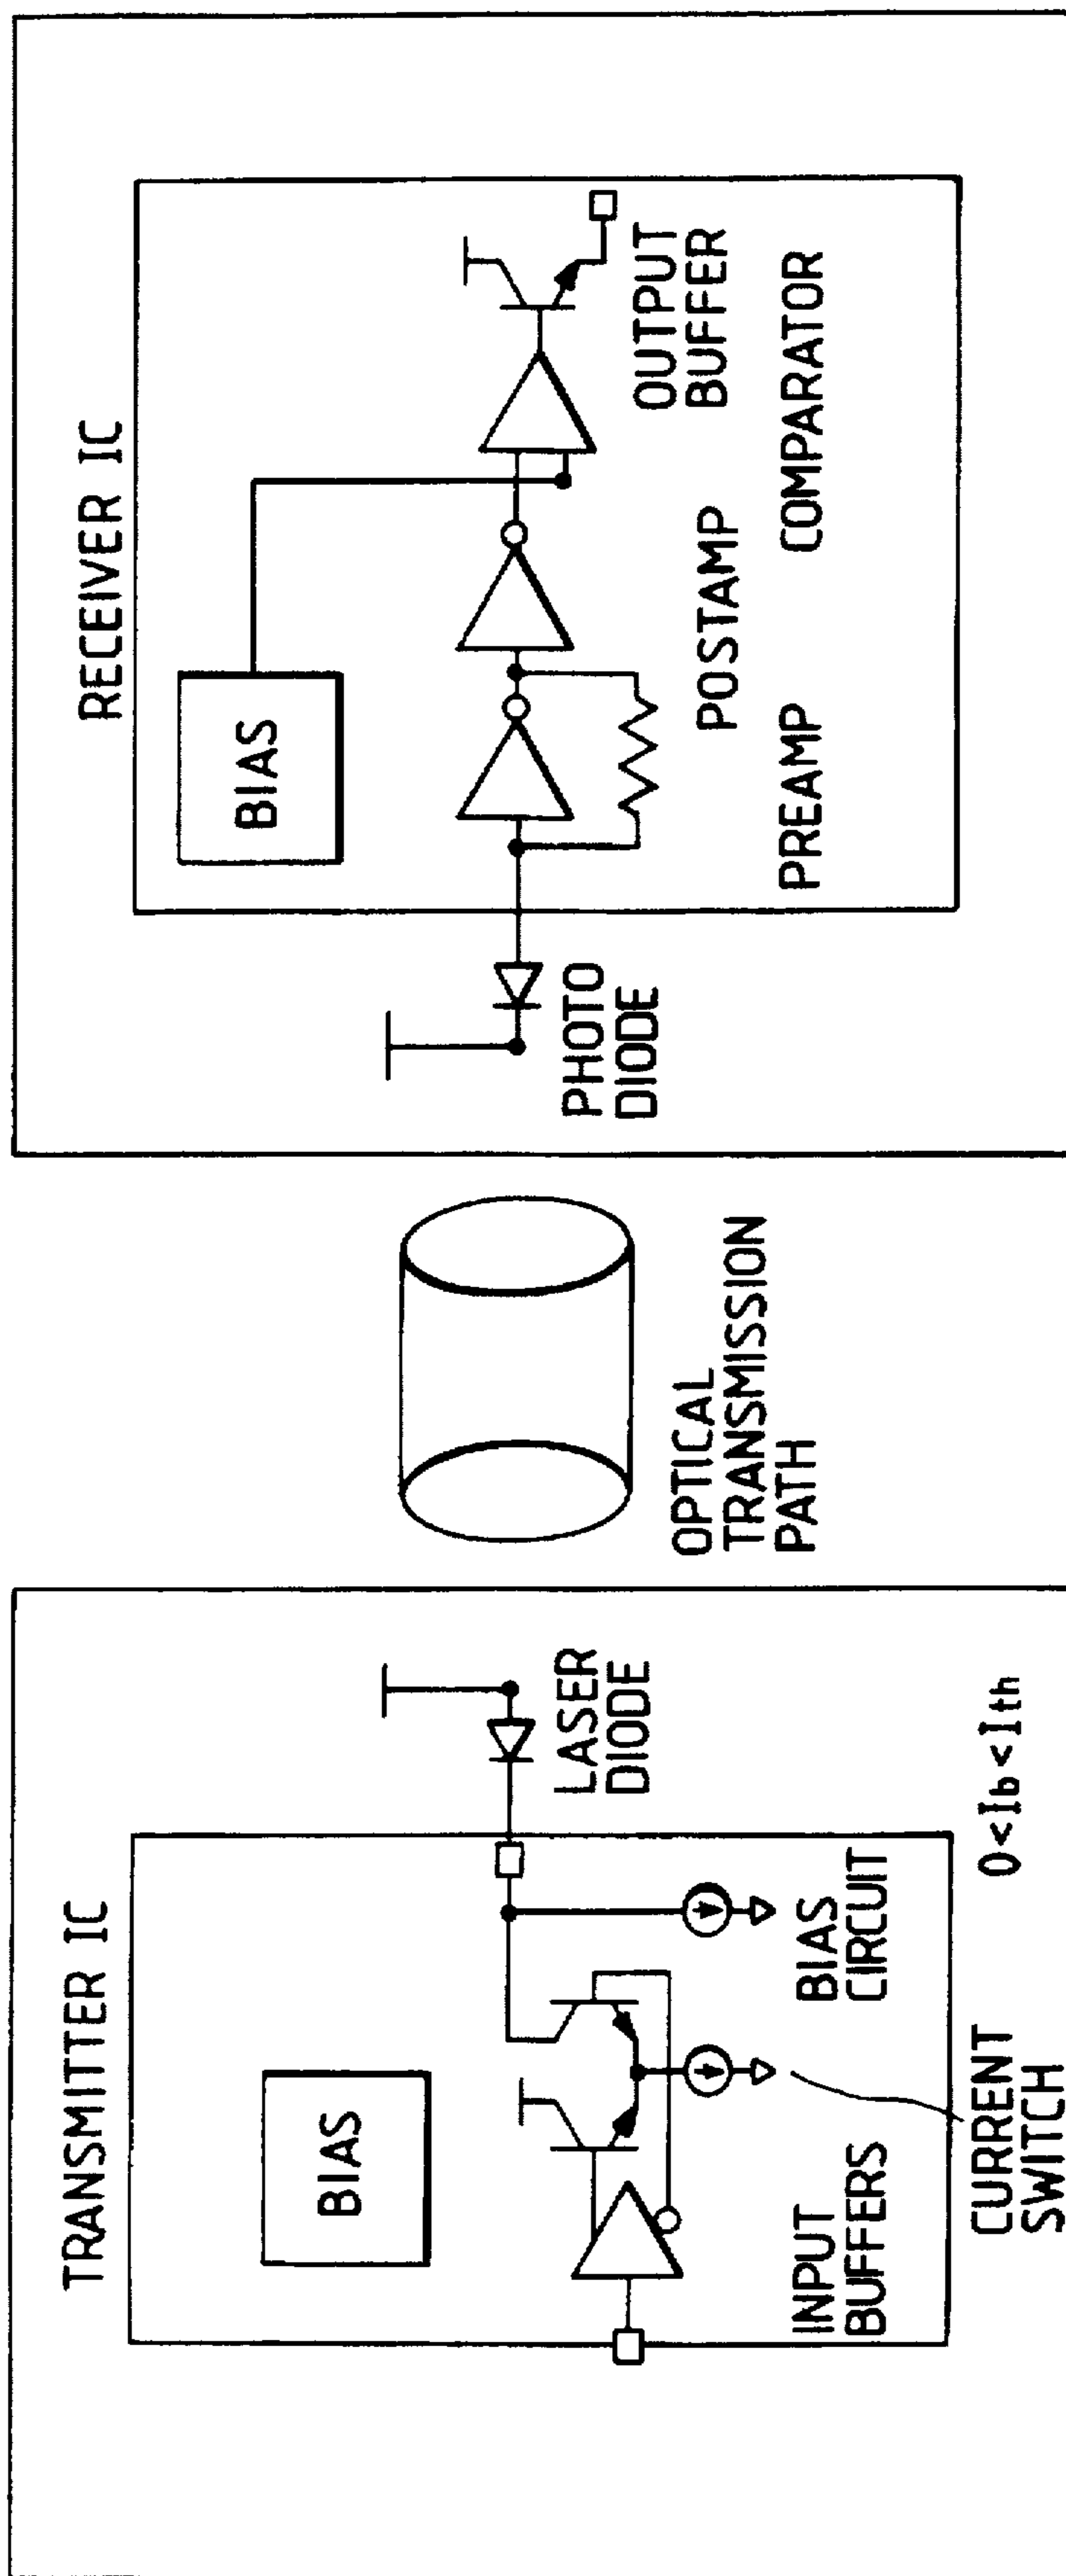 TRANSMITTER IC
BIAS
INPUT
BUFFERS
CURRENT
SWITCH
BIAS
CIRCUIT
0<Ib<Ith
LASER
DIODE
OPTICAL
TRANSMISSION
PATH
RECEIVER IC
BIAS
PHOTO
DIODE
PREAMP
POSTAMP
COMPARATOR
OUTPUT
BUFFER